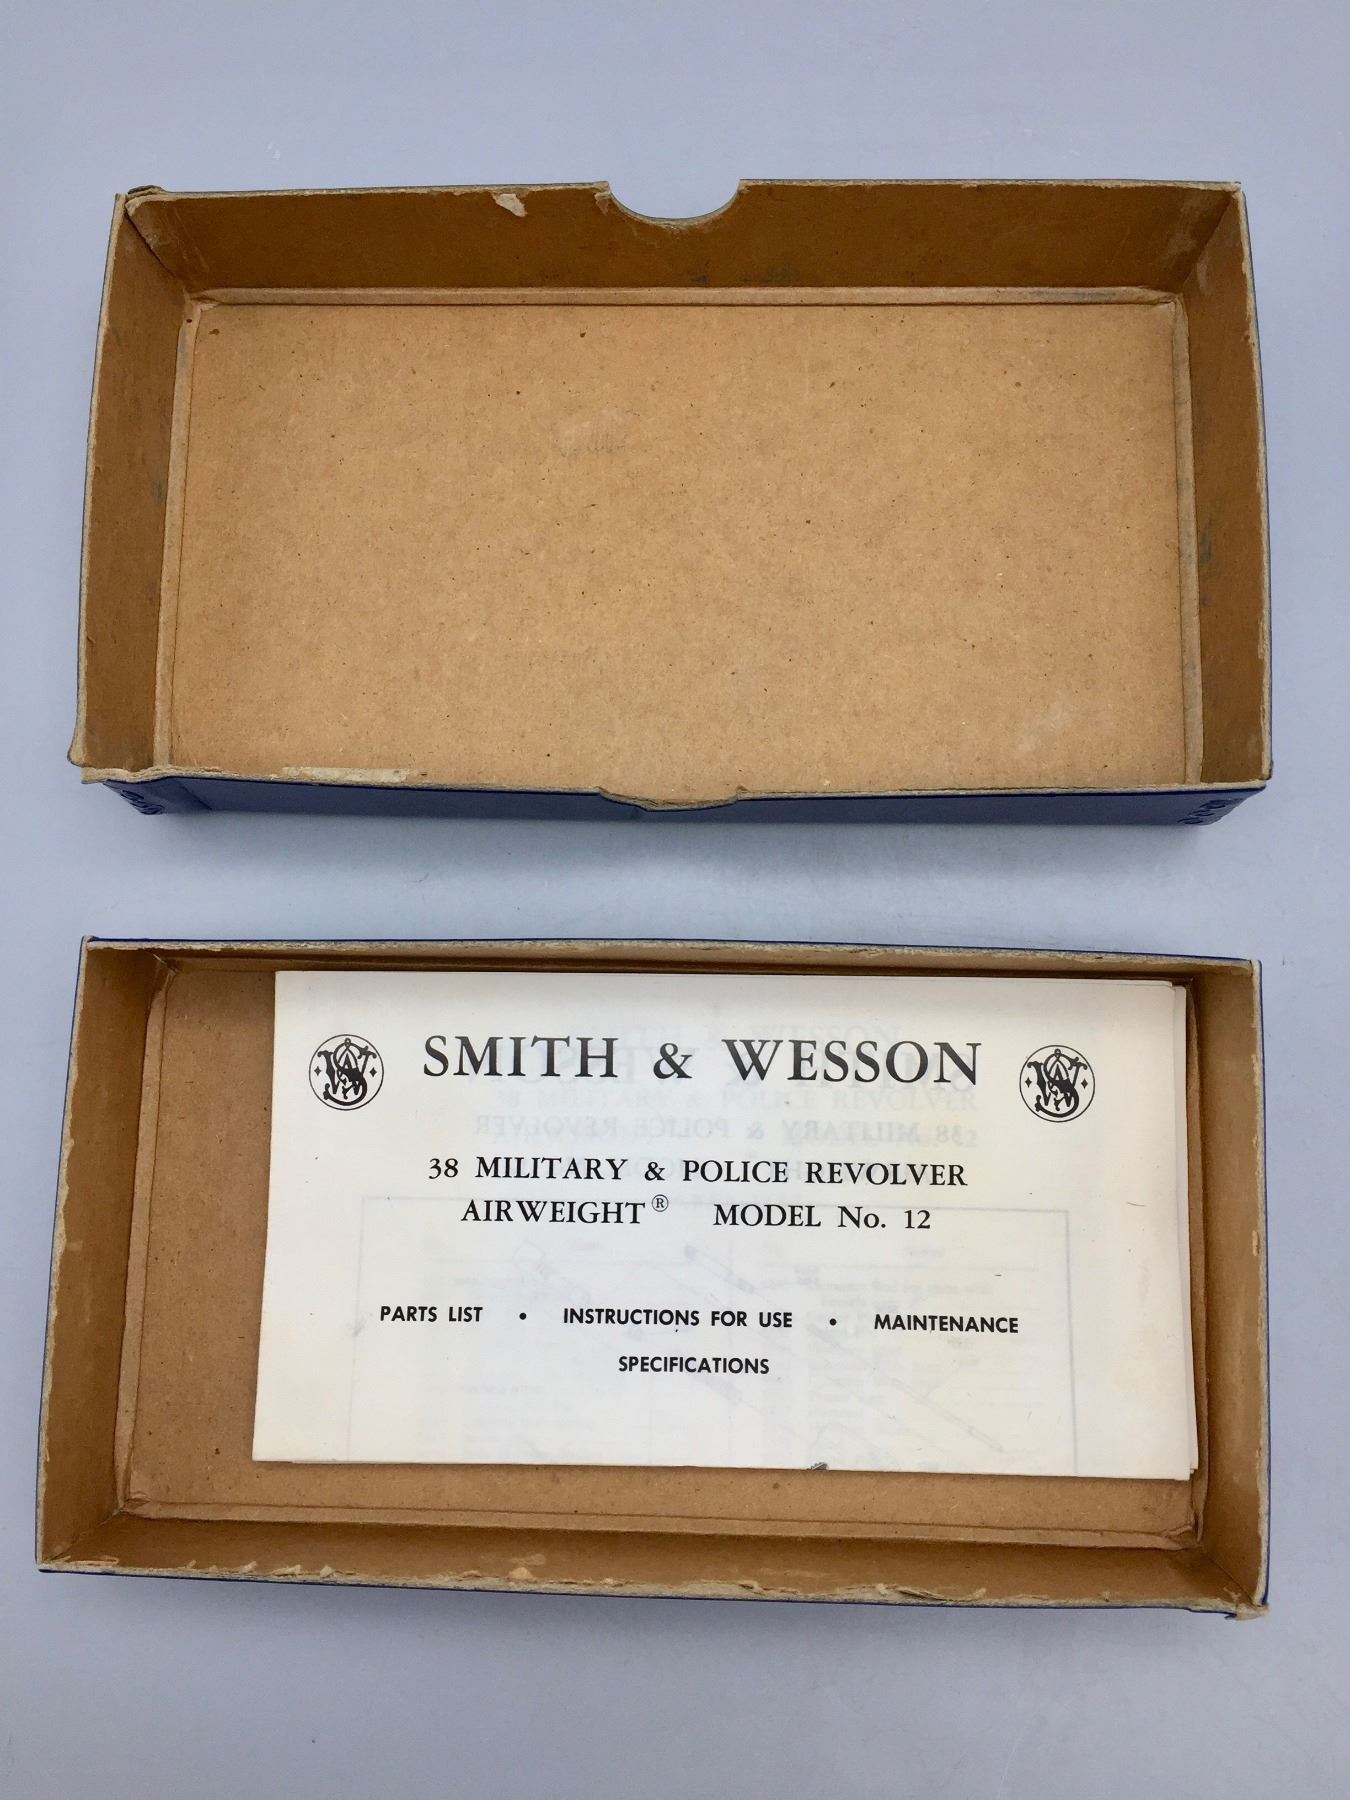 SMITH & WESSON
38 MILITARY & POLICE REVOLVER
AIRWEIGHT® MODEL No. 12
PARTS LIST • INSTRUCTIONS FOR USE • MAINTENANCE
SPECIFICATIONS